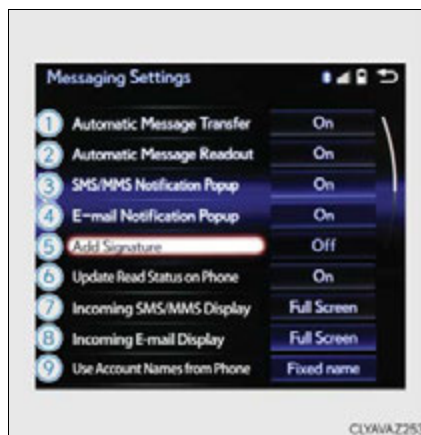 Messaging Settings
1 Automatic Message Transfer On
2 Automatic Message Readout On
3 SMS/MMS Notification Popup On
4 E-mail Notification Popup On
5 Add Signature Off
6 Update Read Status on Phone On
7 Incoming SMS/MMS Display Full Screen
8 Incoming E-mail Display Full Screen
9 Use Account Names from Phone Fixed name
CLYAVAZ253